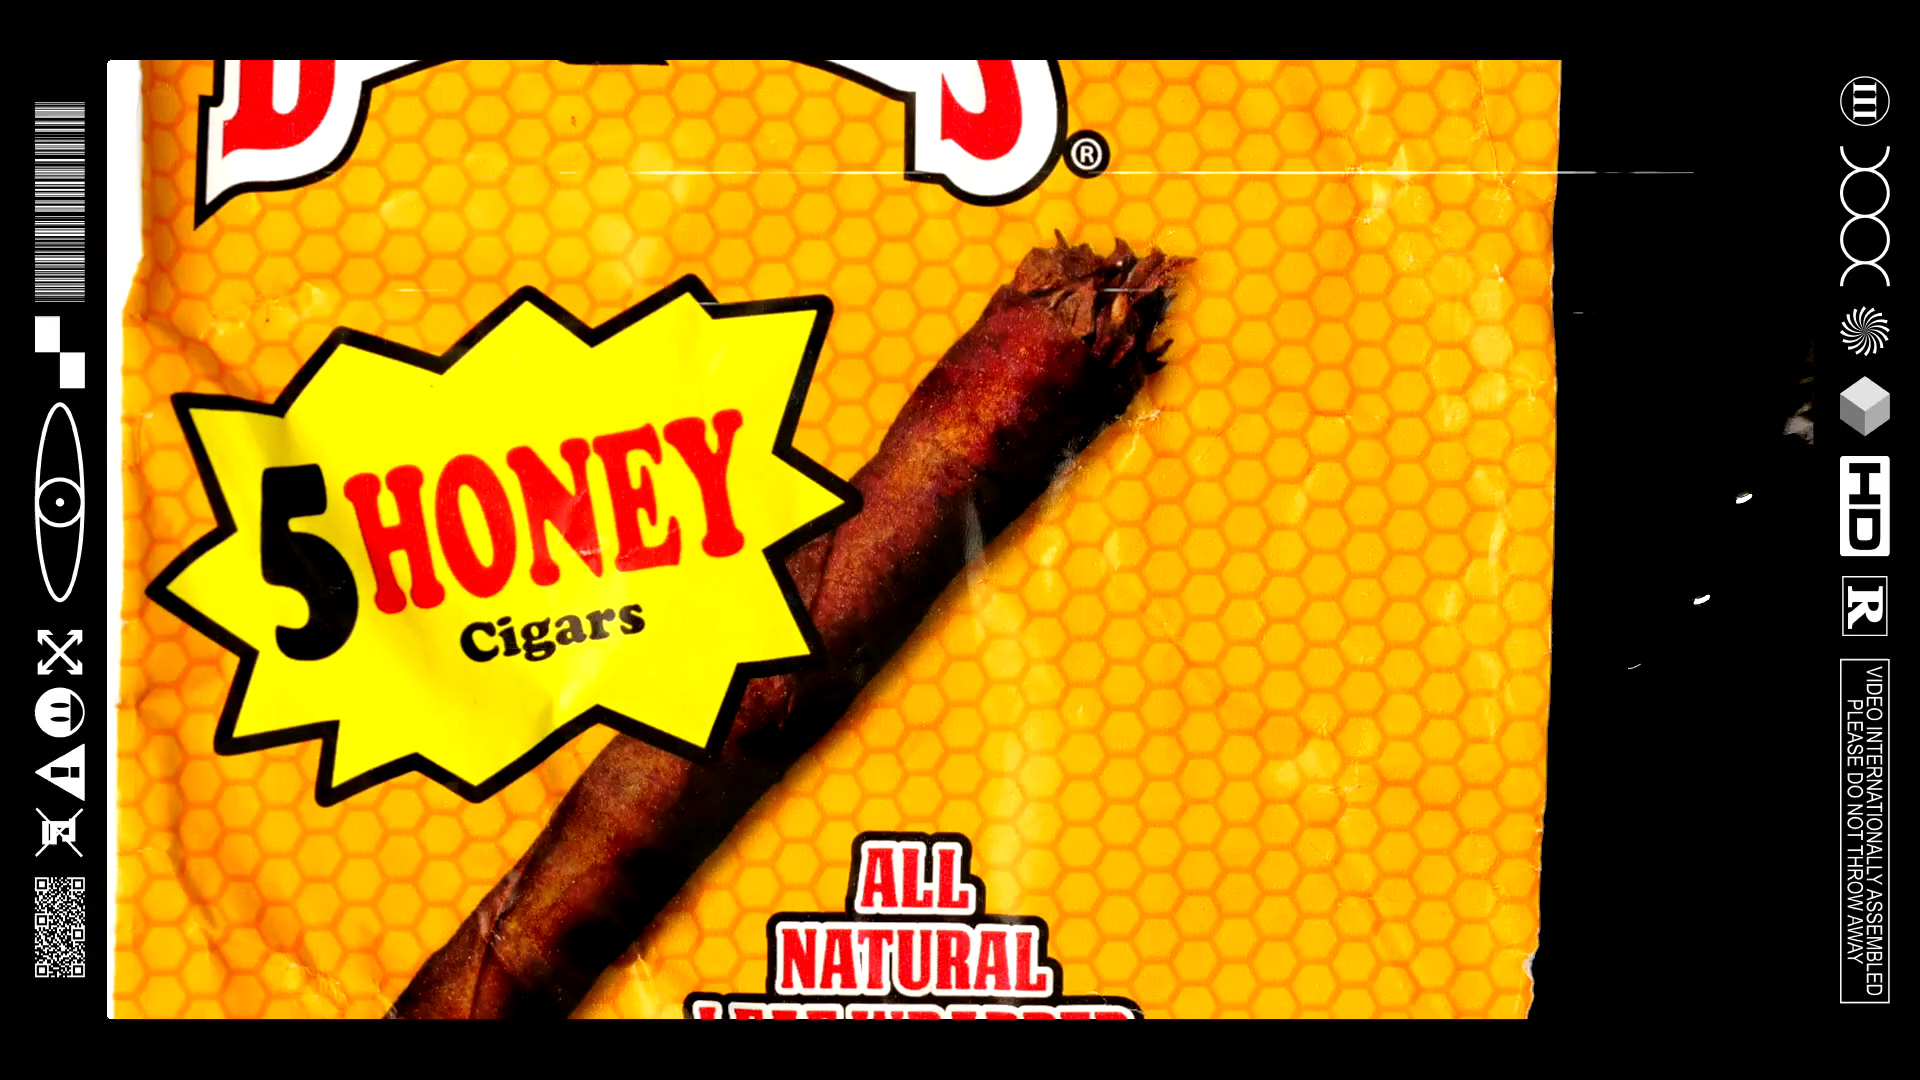 ®
5 HONEY
Cigars
ALL
NATURAL
HD
R
VIDEO INTERNATIONALLY ASSEMBLED
PLEASE DO NOT THROW AWAY